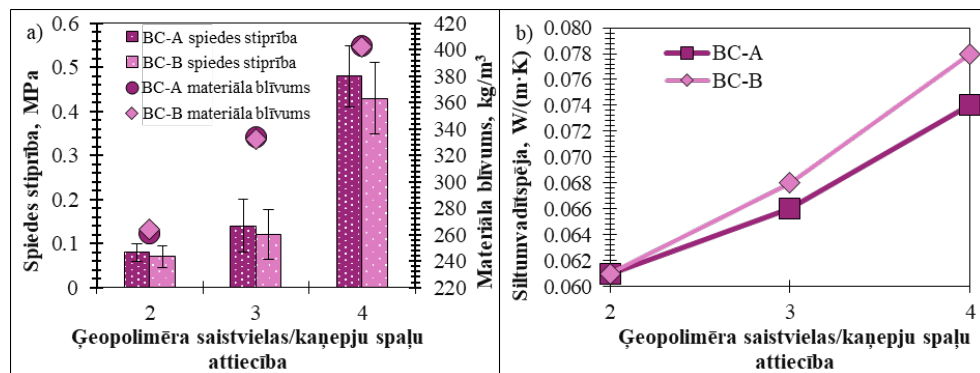 a)
BC-A spiedes stiprība
BC-B spiedes stiprība
BC-A materiāla blīvums
BC-B materiāla blīvums
Spiedes stiprība, MPa
0.6
0.5
0.4
0.3
0.2
0.1
0
Materiāla blīvums, kg/m³
420
400
380
360
340
320
300
280
260
240
220
2 3 4
Ģeopolimēra saistvielas/kaņepju spaļu
attiecība
b)
BC-A
BC-B
Siltumvadītspēja, W/(m·K)
0.080
0.078
0.076
0.074
0.072
0.070
0.068
0.066
0.064
0.062
0.060
2 3 4
Ģeopolimēra saistvielas/kaņepju spaļu
attiecība